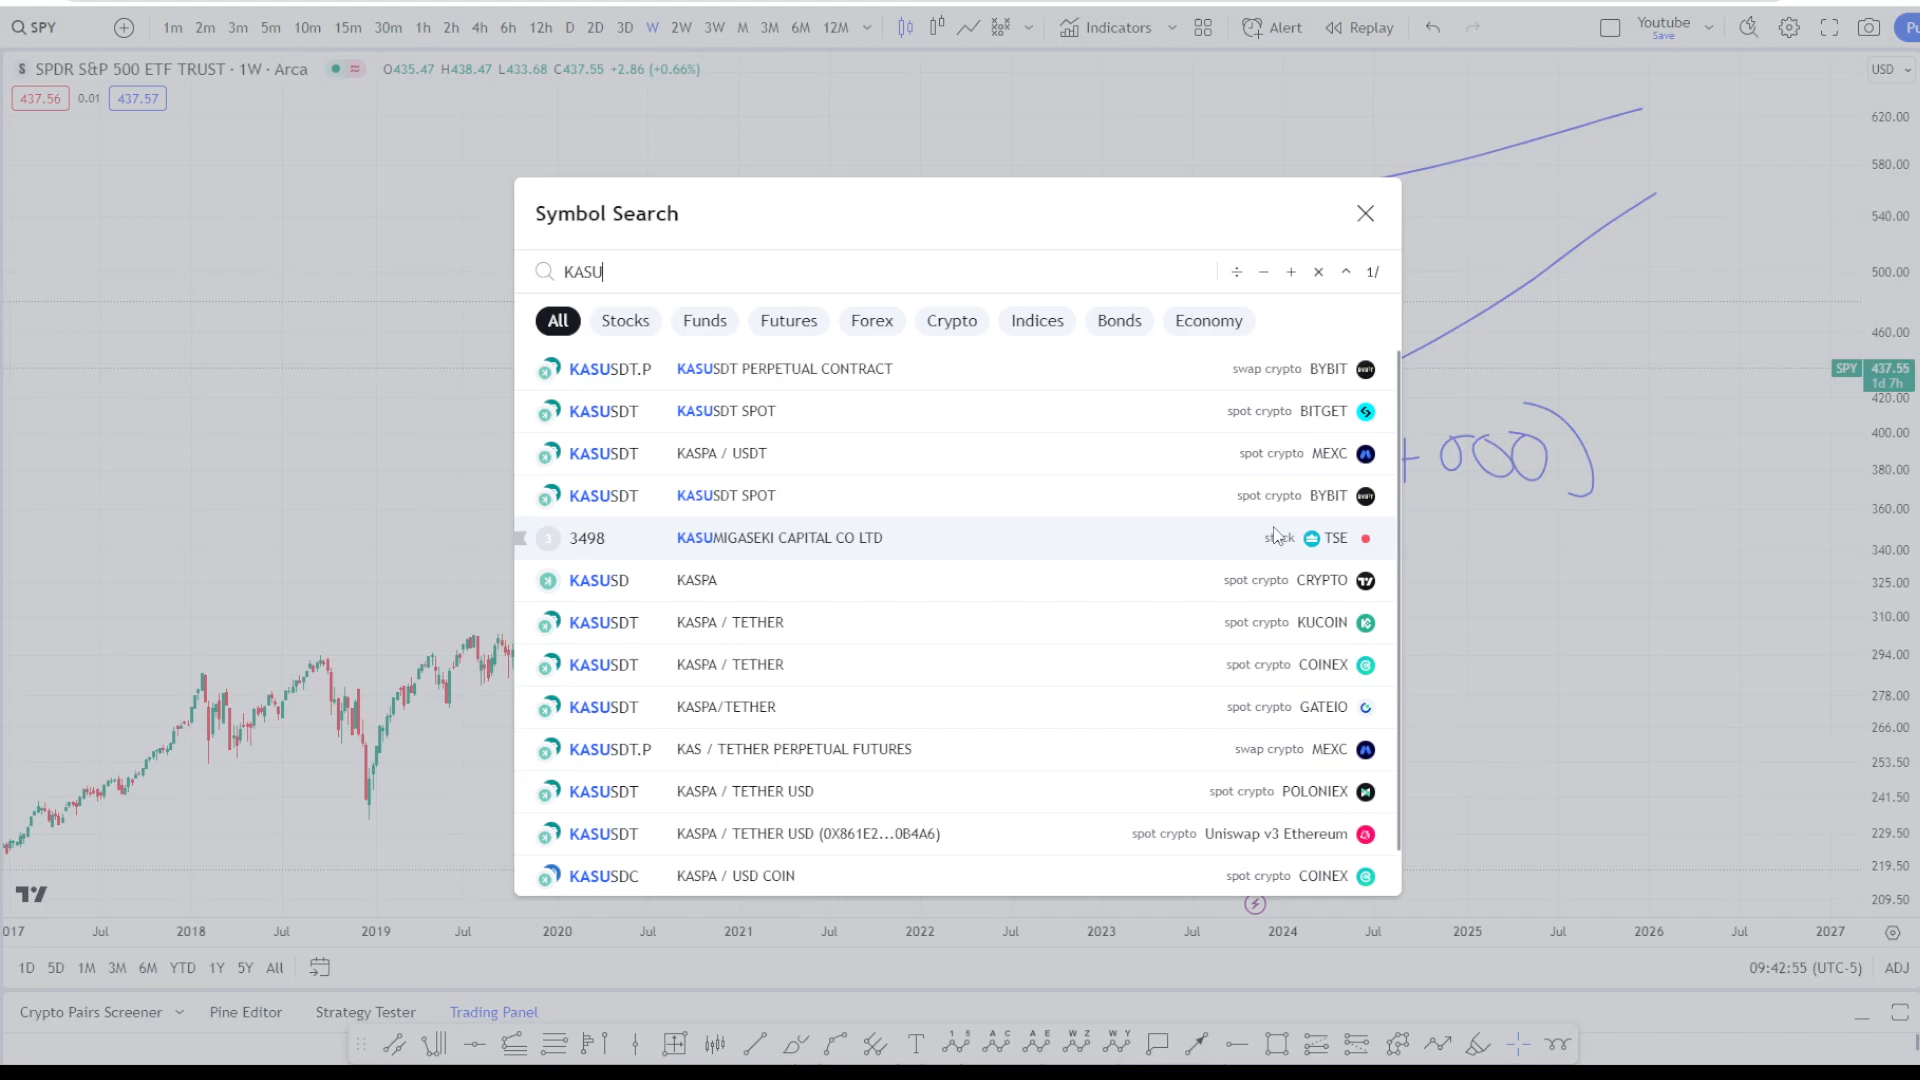 SPY 1m 2m 3m 5m 10m 15m 30m 1h 2h 4h 6h 12h D 2D 3D W 2W 3W M 3M 6M 12M Indicators Alert Replay Youtube
Save
S SPDR S&P 500 ETF TRUST · 1W · Arca O435.47 H438.47 L433.68 C437.55 +2.86 (+0.66%) USD
437.56 0.01 437.57
620.00
580.00
540.00
500.00
460.00
SPY 437.55
1d 7h
420.00
400.00
380.00
360.00
340.00
325.00
310.00
294.00
278.00
266.00
253.50
241.50
229.50
219.50
209.50
Symbol Search
KASU ÷ − + × ^ 1/
All Stocks Funds Futures Forex Crypto Indices Bonds Economy
KASUSDT.P KASUSDT PERPETUAL CONTRACT swap crypto BYBIT
KASUSDT KASUSDT SPOT spot crypto BITGET
KASUSDT KASPA / USDT spot crypto MEXC
KASUSDT KASUSDT SPOT spot crypto BYBIT
3 3498 KASUMIGASEKI CAPITAL CO LTD stock TSE
KASUSD KASPA spot crypto CRYPTO
KASUSDT KASPA / TETHER spot crypto KUCOIN
KASUSDT KASPA / TETHER spot crypto COINEX
KASUSDT KASPA/TETHER spot crypto GATEIO
KASUSDT.P KAS / TETHER PERPETUAL FUTURES swap crypto MEXC
KASUSDT KASPA / TETHER USD spot crypto POLONIEX
KASUSDT KASPA / TETHER USD (0X861E2...0B4A6) spot crypto Uniswap v3 Ethereum
KASUSDC KASPA / USD COIN spot crypto COINEX
017 Jul 2018 Jul 2019 Jul 2020 Jul 2021 Jul 2022 Jul 2023 Jul 2024 Jul 2025 Jul 2026 Jul 2027
1D 5D 1M 3M 6M YTD 1Y 5Y All 09:42:55 (UTC-5) ADJ
Crypto Pairs Screener Pine Editor Strategy Tester Trading Panel